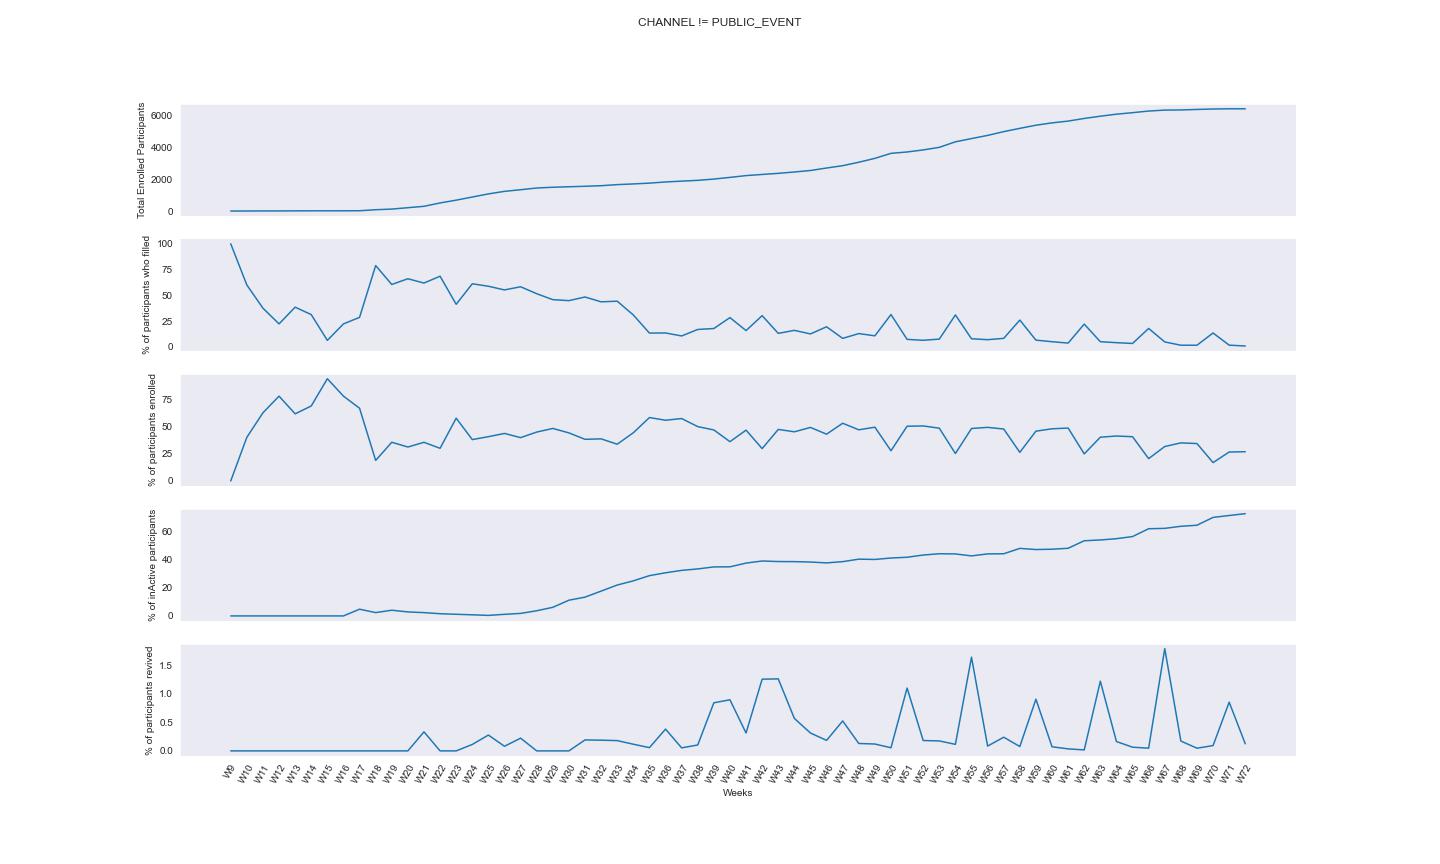 CHANNEL != PUBLIC_EVENT
Total Enrolled Participants
6000
4000
2000
0
% of participants who filled
100
75
50
25
0
% of participants enrolled
75
50
25
0
% of inActive participants
60
40
20
0
% of participants revived
1.5
1.0
0.5
0.0
W9 W10 W11 W12 W13 W14 W15 W16 W17 W18 W19 W20 W21 W22 W23 W24 W25 W26 W27 W28 W29 W30 W31 W32 W33 W34 W35 W36 W37 W38 W39 W40 W41 W42 W43 W44 W45 W46 W47 W48 W49 W50 W51 W52 W53 W54 W55 W56 W57 W58 W59 W60 W61 W62 W63 W64 W65 W66 W67 W68 W69 W70 W71 W72
Weeks